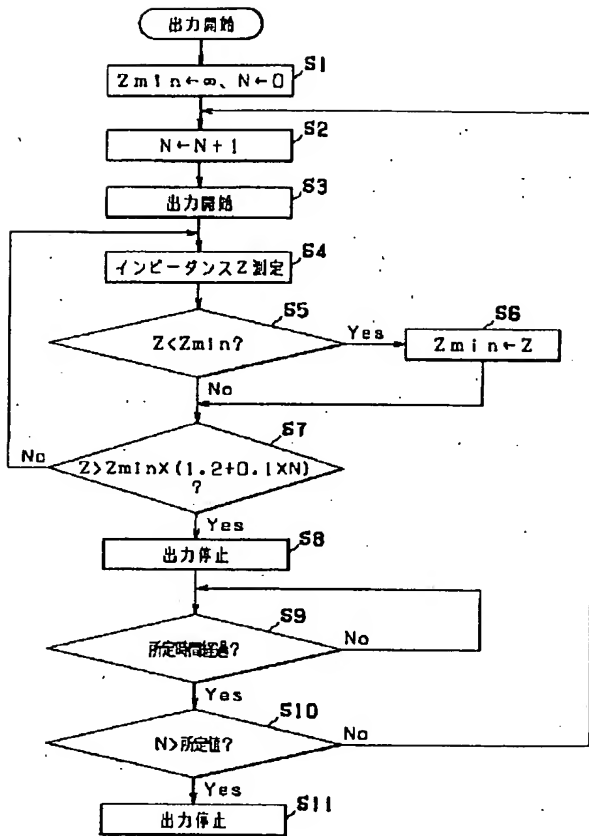 出力開始
S1
Zmin←∞、N←0
S2
N←N+1
S3
出力開始
S4
インピーダンスZ測定
S5
Z<Zmin?
Yes
S6
Zmin←Z
No
S7
No
Z>Zmin×(1.2+0.1×N)
?
Yes
S8
出力停止
S9
所定時間経過?
No
Yes
S10
N>所定値?
No
Yes
S11
出力停止